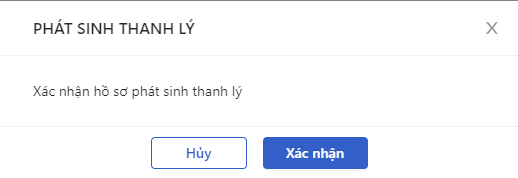 PHÁT SINH THANH LÝ
Xác nhận hồ sơ phát sinh thanh lý
Hủy
Xác nhận